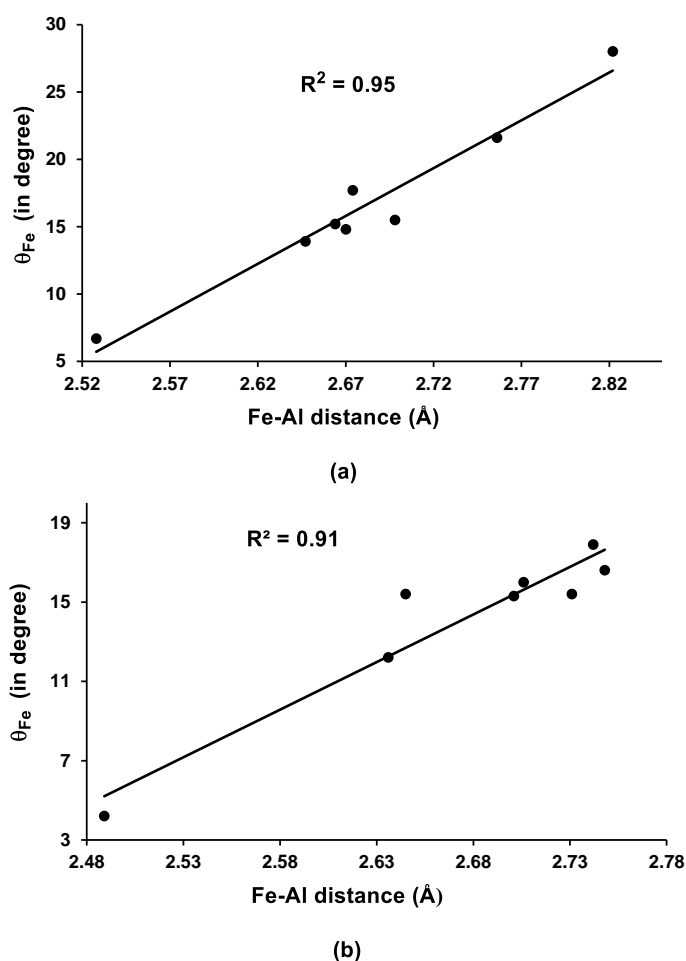 30
25
20
15
10
5
R² = 0.95
θFe (in degree)
2.52 2.57 2.62 2.67 2.72 2.77 2.82
Fe-Al distance (Å)
(a)
19
15
11
7
3
R² = 0.91
θFe (in degree)
2.48 2.53 2.58 2.63 2.68 2.73 2.78
Fe-Al distance (Å)
(b)